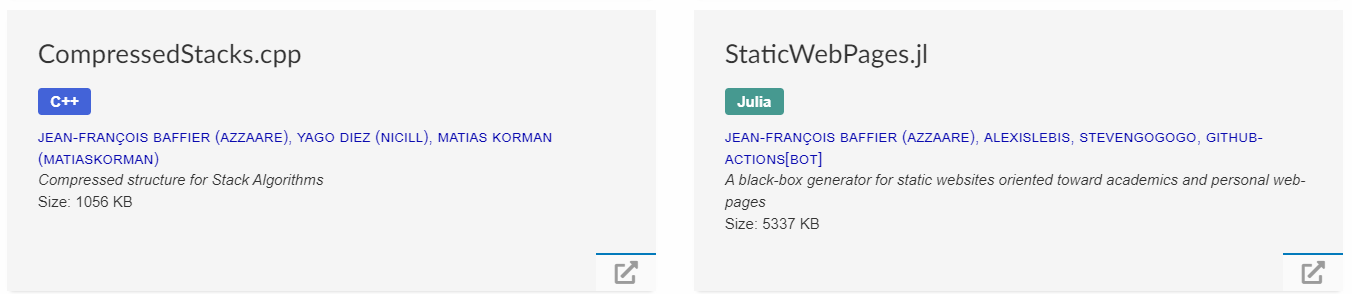 CompressedStacks.cpp
C++
JEAN-FRANÇOIS BAFFIER (AZZAARE), YAGO DIEZ (NICILL), MATIAS KORMAN
(MATIASKORMAN)
Compressed structure for Stack Algorithms
Size: 1056 KB
StaticWebPages.jl
Julia
JEAN-FRANÇOIS BAFFIER (AZZAARE), ALEXISLEBIS, STEVENGOGOGO, GITHUB-
ACTIONS[BOT]
A black-box generator for static websites oriented toward academics and personal web-
pages
Size: 5337 KB